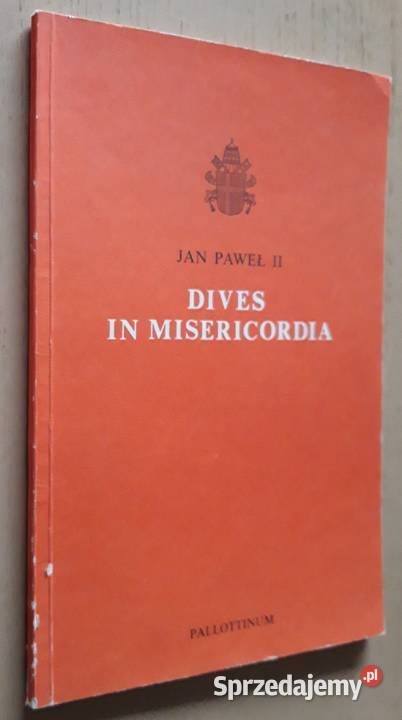 JAN PAWEŁ II
DIVES
IN MISERICORDIA
PALLOTTINUM
Sprzedajemy.pl